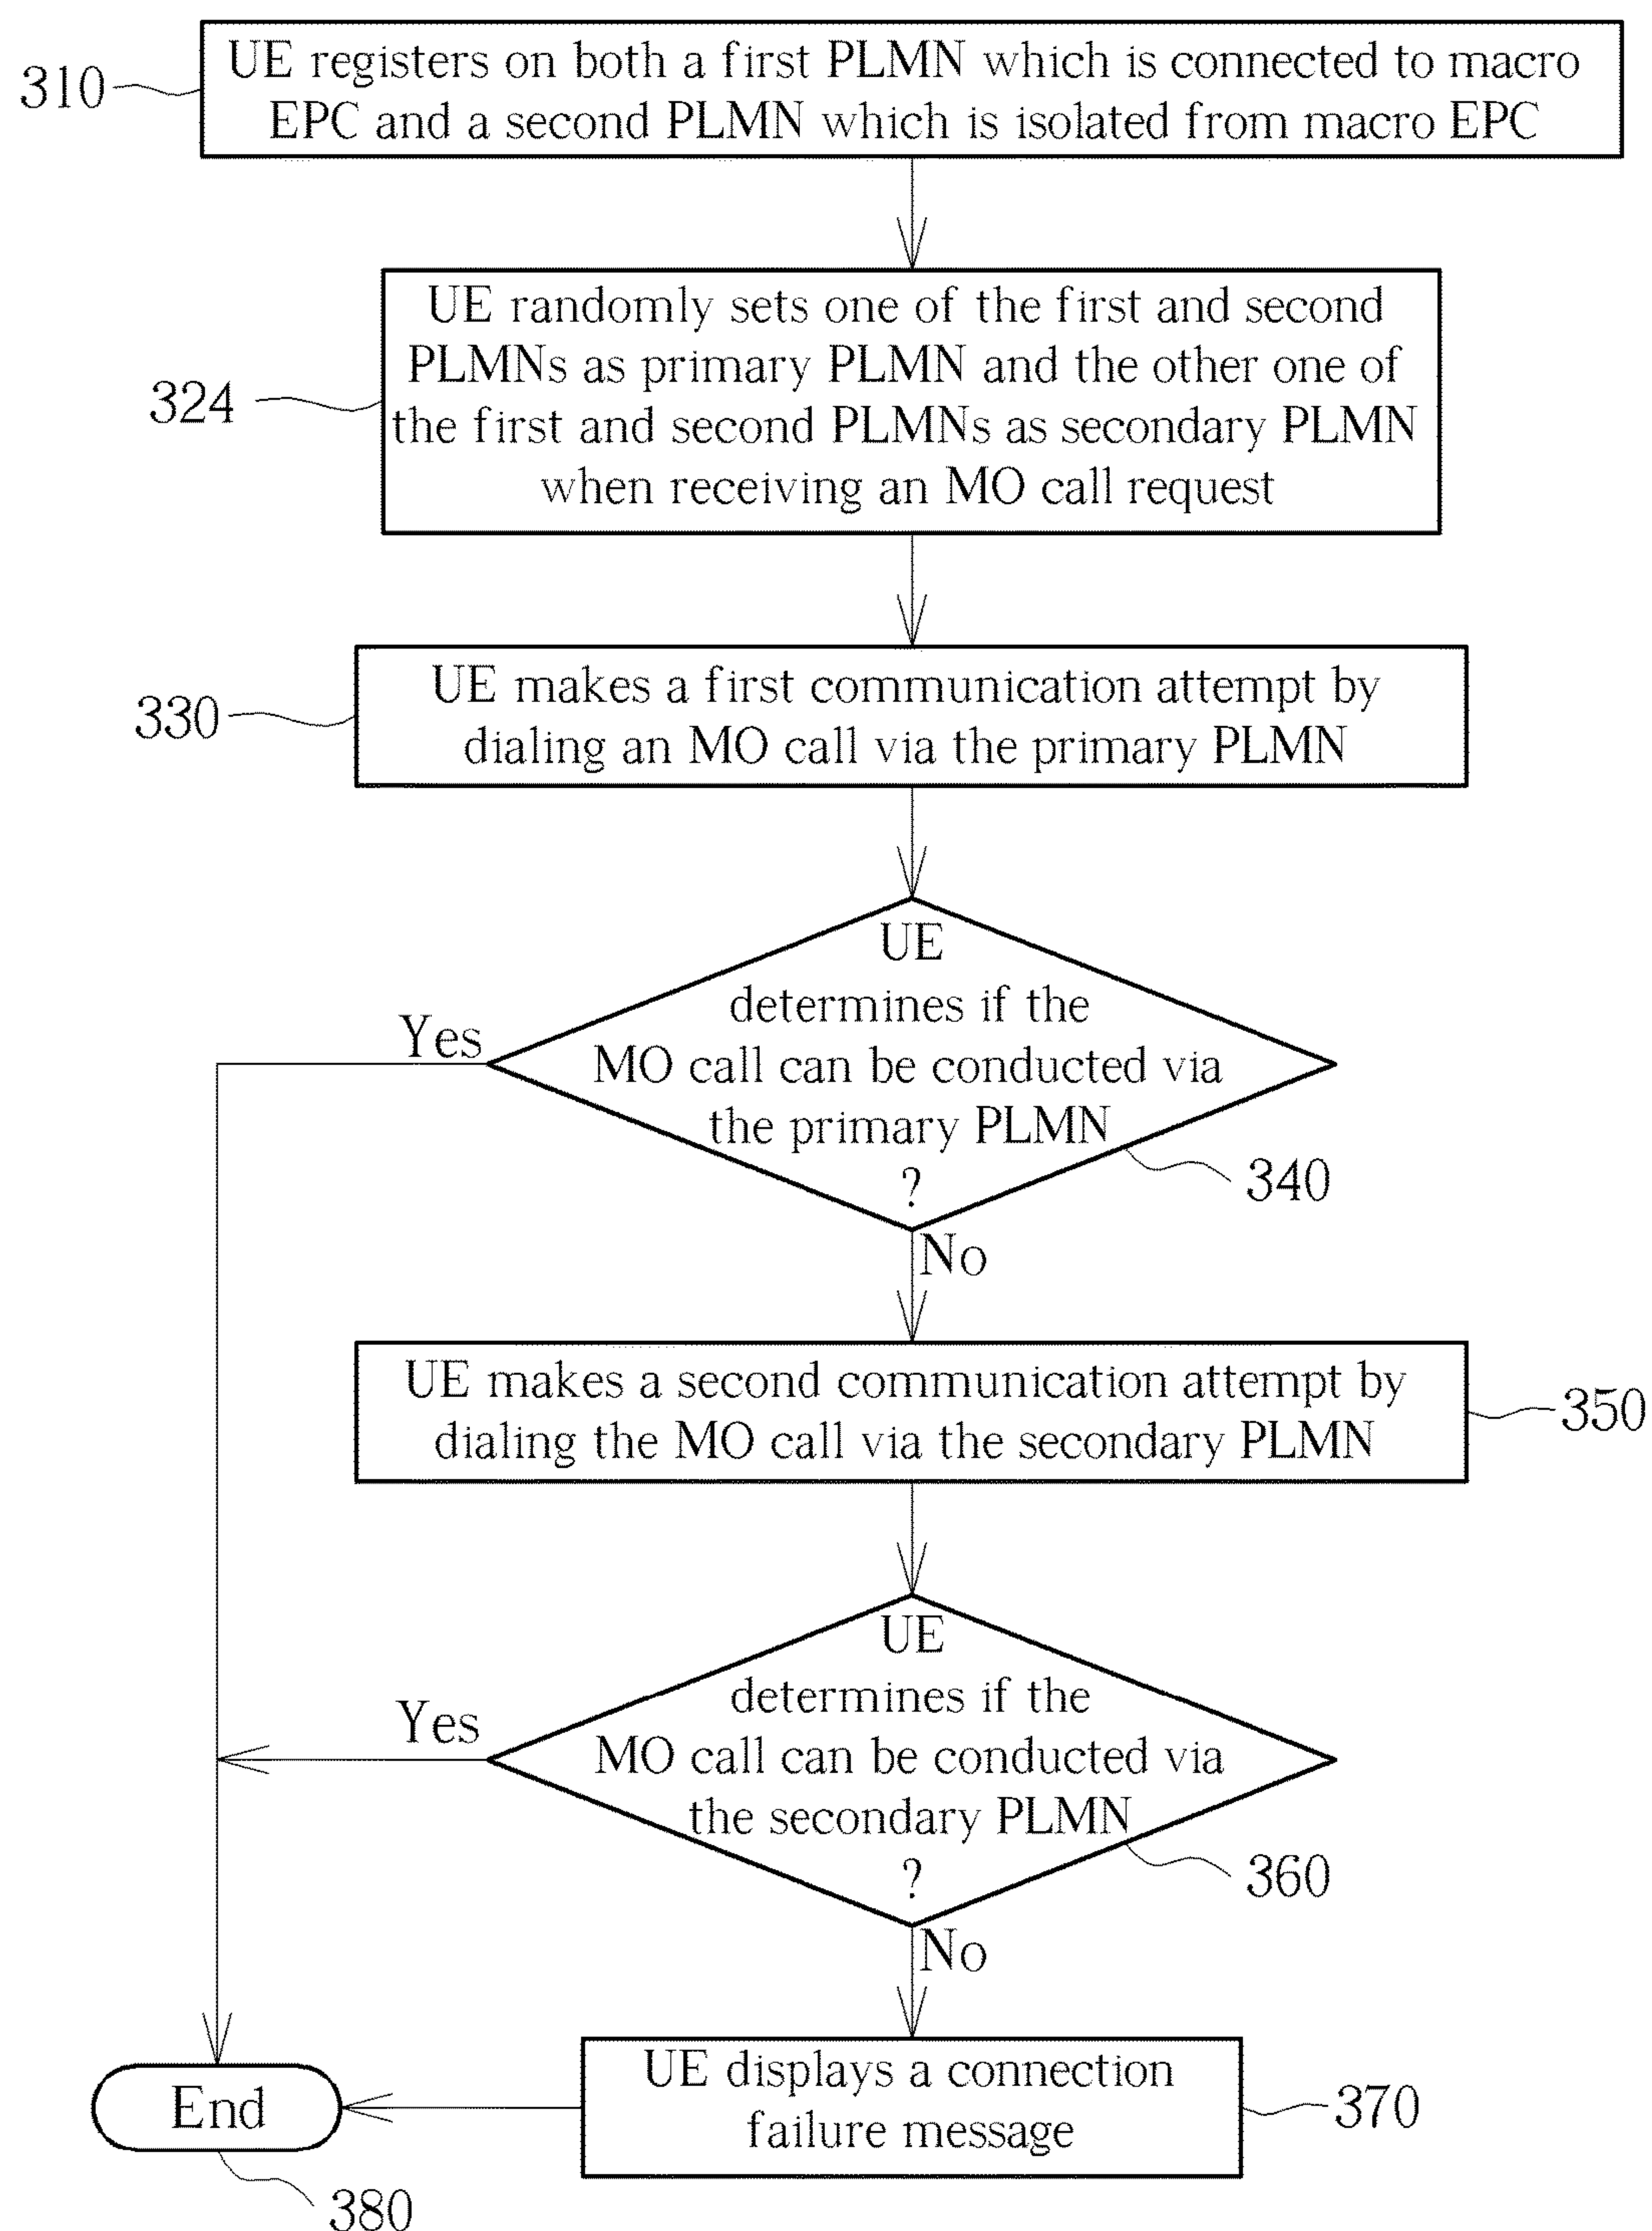 310
UE registers on both a first PLMN which is connected to macro
EPC and a second PLMN which is isolated from macro EPC
324
UE randomly sets one of the first and second
PLMNs as primary PLMN and the other one of
the first and second PLMNs as secondary PLMN
when receiving an MO call request
330
UE makes a first communication attempt by
dialing an MO call via the primary PLMN
UE
determines if the
MO call can be conducted via
the primary PLMN
?
Yes
340
No
UE makes a second communication attempt by
dialing the MO call via the secondary PLMN
350
UE
determines if the
MO call can be conducted via
the secondary PLMN
?
Yes
360
No
UE displays a connection
failure message
370
End
380